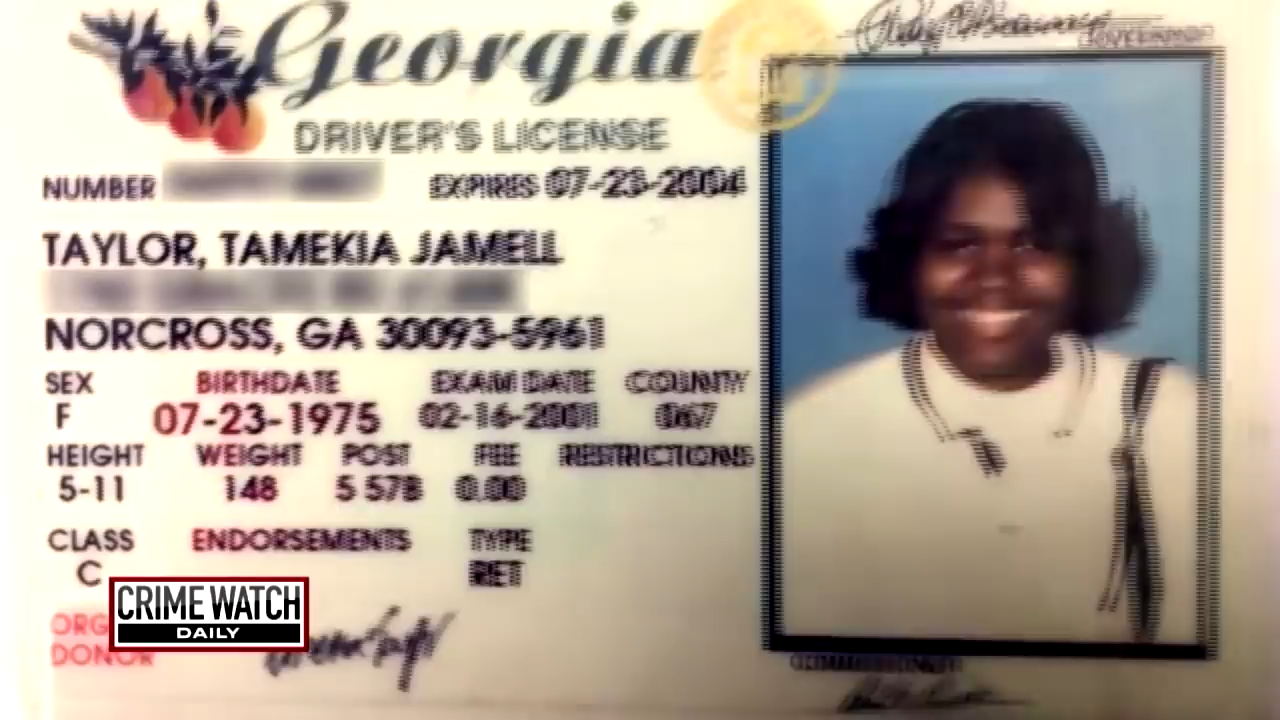 Georgia
DRIVER'S LICENSE
GOVERNOR
NUMBER EXPIRES 07-23-2004
TAYLOR, TAMEKIA JAMELL
NORCROSS, GA 30093-5961
SEX BIRTHDATE EXAM DATE COUNTY
F 07-23-1975 02-16-2001 067
HEIGHT WEIGHT POST FEE RESTRICTIONS
5-11 148 5 578 0.00
CLASS ENDORSEMENTS TYPE
C RET
CRIME WATCH
DAILY
DONOR
COMMISSIONER